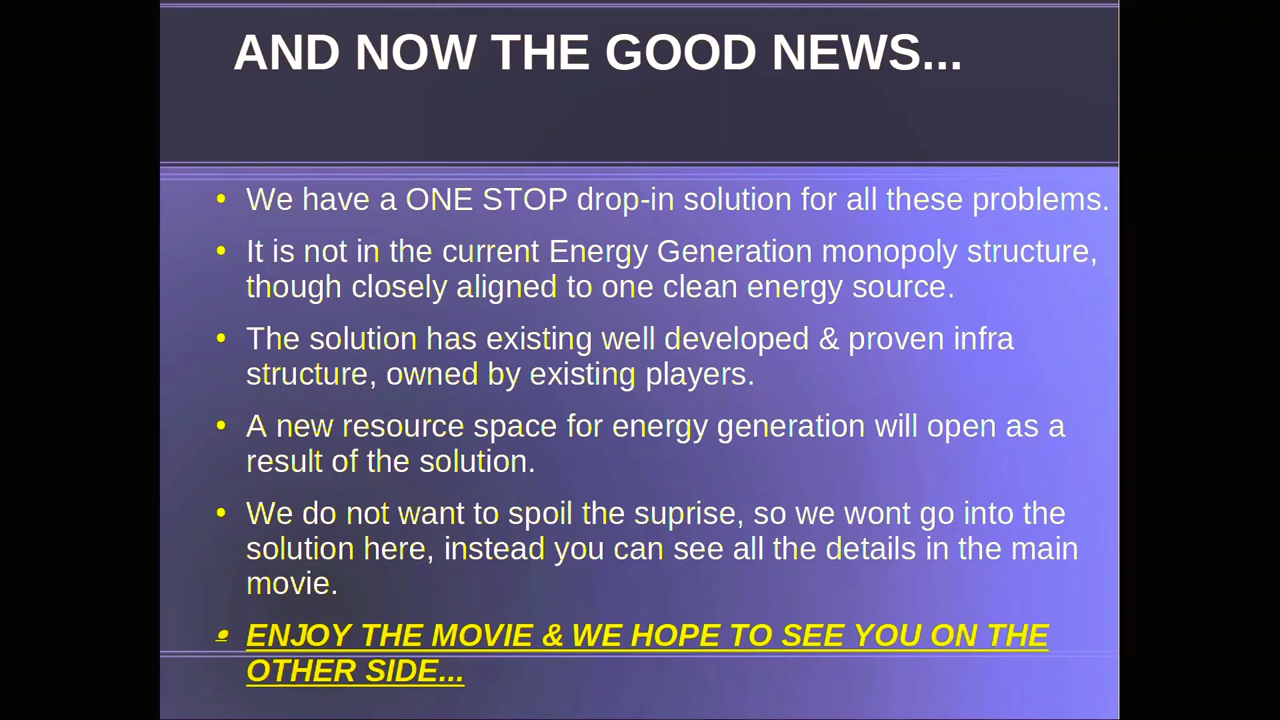 AND NOW THE GOOD NEWS...
• We have a ONE STOP drop-in solution for all these problems.
• It is not in the current Energy Generation monopoly structure,
though closely aligned to one clean energy source.
• The solution has existing well developed & proven infra
structure, owned by existing players.
• A new resource space for energy generation will open as a
result of the solution.
• We do not want to spoil the suprise, so we wont go into the
solution here, instead you can see all the details in the main
movie.
• ENJOY THE MOVIE & WE HOPE TO SEE YOU ON THE
OTHER SIDE...